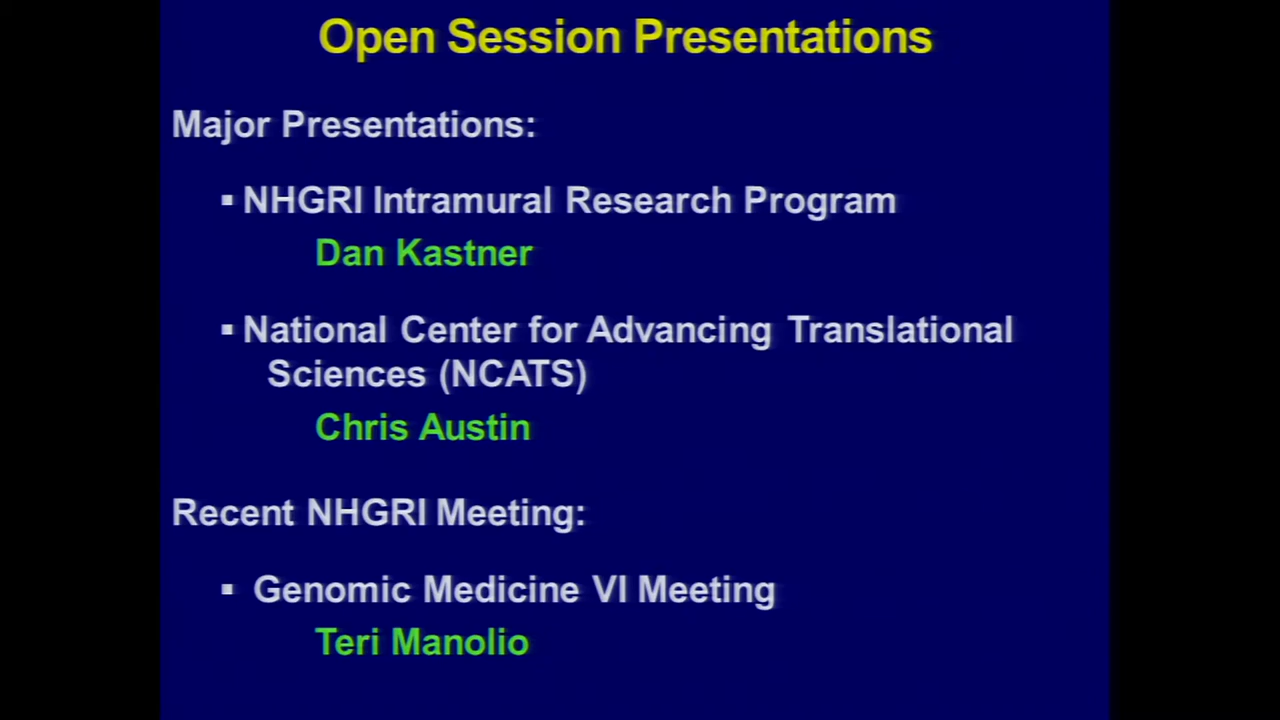 Open Session Presentations
Major Presentations:
▪ NHGRI Intramural Research Program
Dan Kastner
▪ National Center for Advancing Translational
Sciences (NCATS)
Chris Austin
Recent NHGRI Meeting:
▪ Genomic Medicine VI Meeting
Teri Manolio